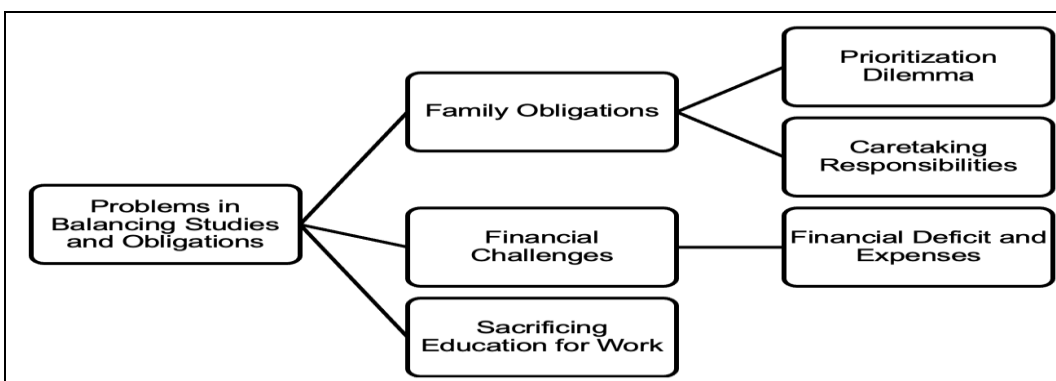 Problems in
Balancing Studies
and Obligations
Family Obligations
Prioritization
Dilemma
Caretaking
Responsibilities
Financial
Challenges
Financial Deficit and
Expenses
Sacrificing
Education for Work